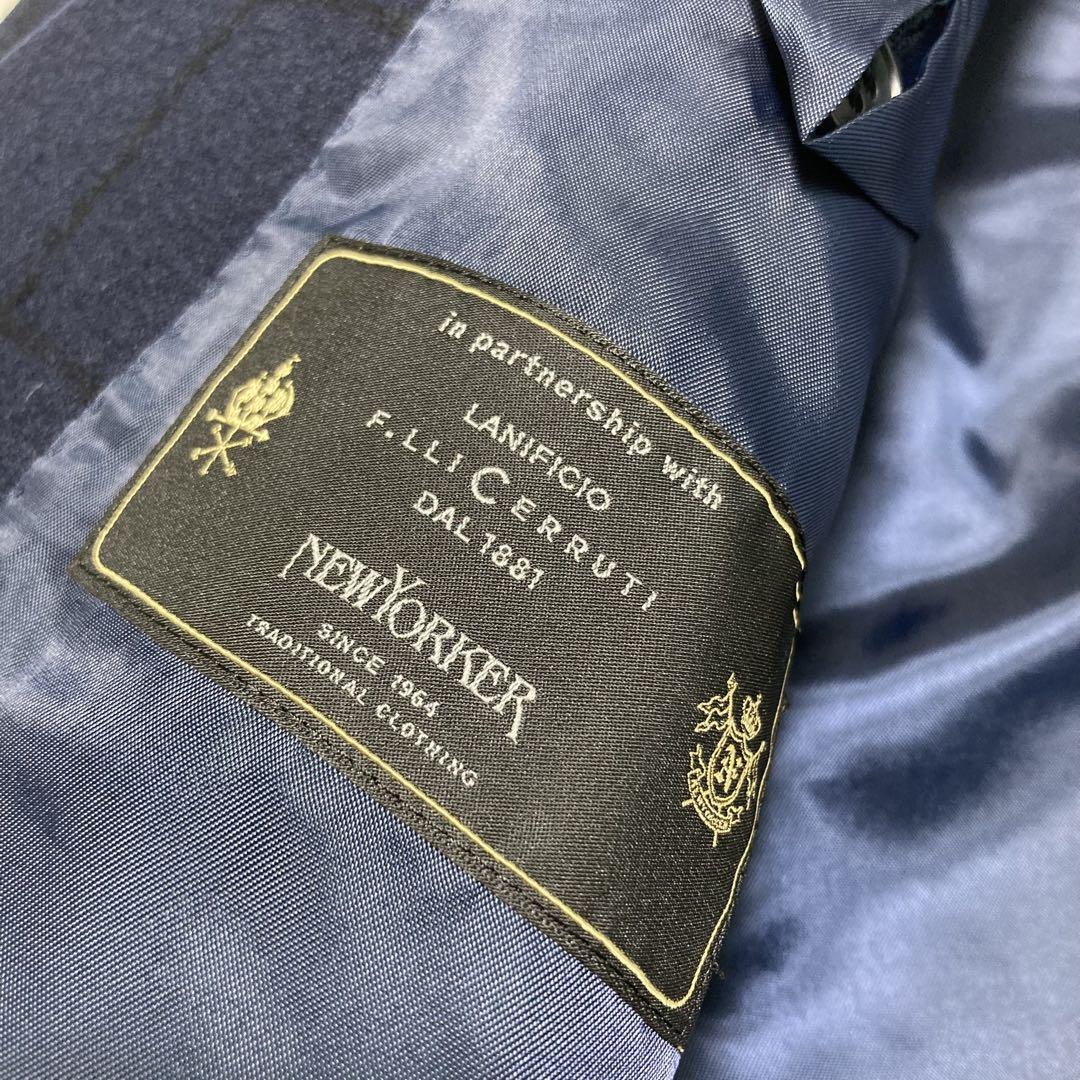 in partnership with
LANIFICIO
F.LLI CERRUTI
DAL 1881
NEWYORKER
SINCE 1964
TRADITIONAL CLOTHING